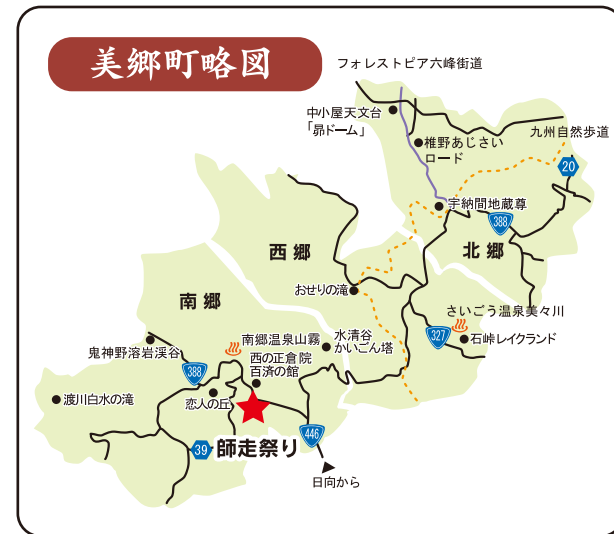 美郷町略図
フォレストピア六峰街道
中小屋天文台
「昴ドーム」
椎野あじさい
ロード
九州自然歩道
20
宇納間地蔵尊
388
北郷
西郷
おせりの滝
さいごう温泉美々川
327
石峠レイクランド
南郷
鬼神野溶岩渓谷
南郷温泉山霧
水清谷
かいごん塔
西の正倉院
百済の館
388
渡川白水の滝
恋人の丘
39
師走祭り
446
日向から